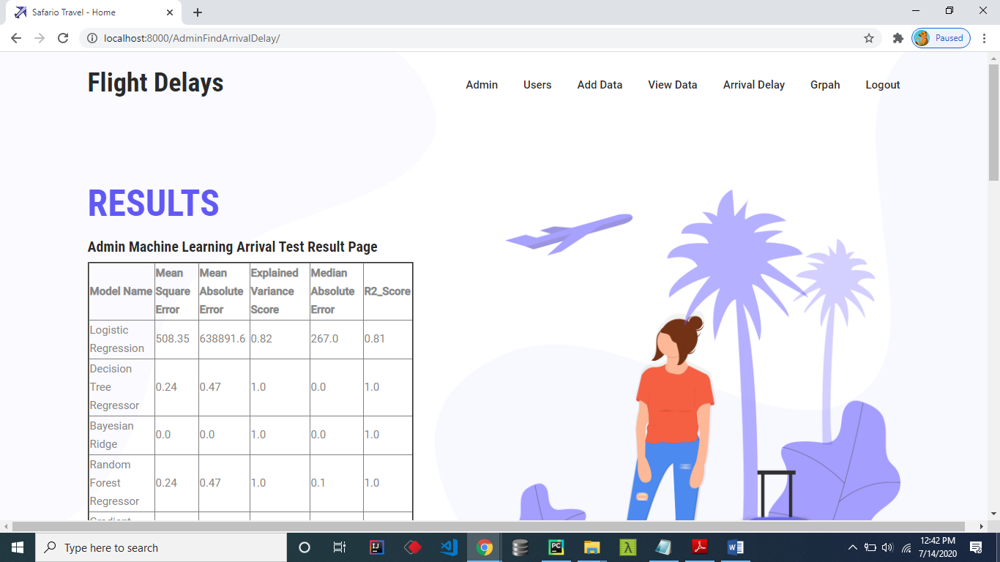 Safario Travel - Home
localhost:8000/AdminFindArrivalDelay/
Paused
Flight Delays
Admin Users Add Data View Data Arrival Delay Grpah Logout
RESULTS
Admin Machine Learning Arrival Test Result Page
Model Name Mean Square Error Mean Absolute Error Explained Variance Score Median Absolute Error R2_Score
Logistic Regression 508.35 638891.6 0.82 267.0 0.81
Decision Tree Regressor 0.24 0.47 1.0 0.0 1.0
Bayesian Ridge 0.0 0.0 1.0 0.0 1.0
Random Forest Regressor 0.24 0.47 1.0 0.1 1.0
Type here to search
12:42 PM
7/14/2020